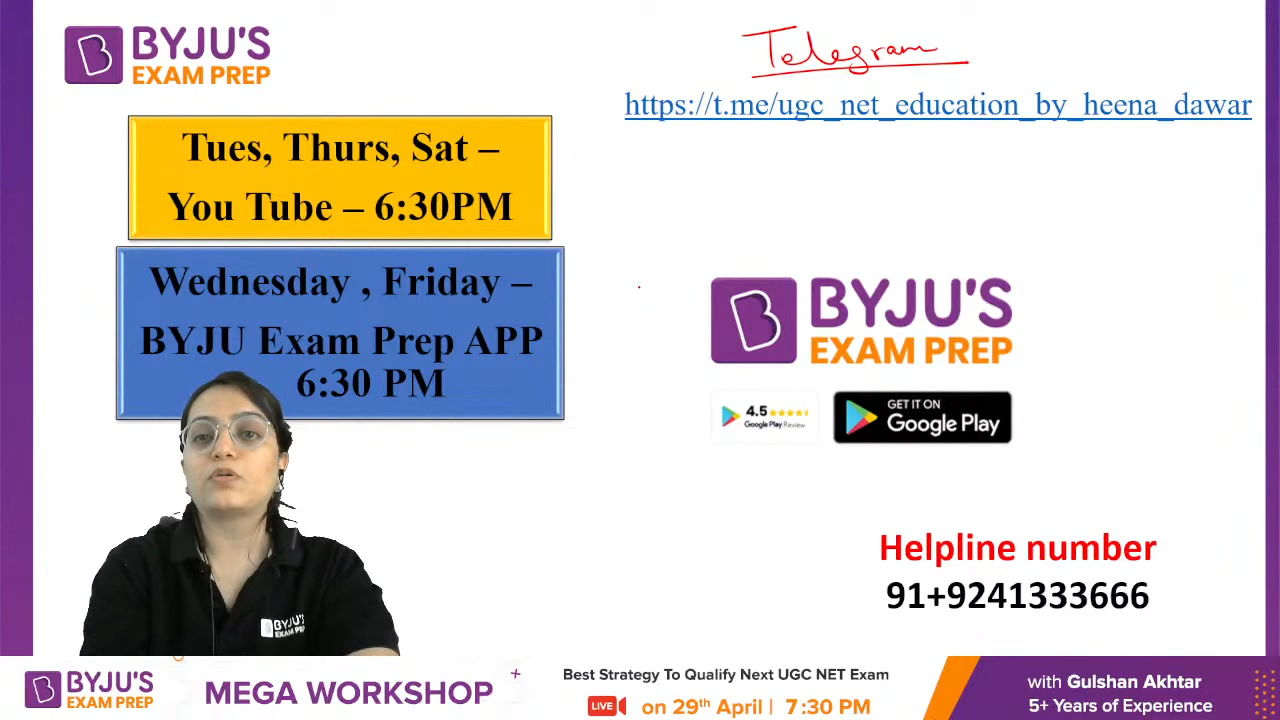 BYJU'S
EXAM PREP
Telegram
https://t.me/ugc_net_education_by_heena_dawar
Tues, Thurs, Sat –
You Tube – 6:30PM
Wednesday , Friday –
BYJU Exam Prep APP
6:30 PM
BYJU'S
EXAM PREP
4.5
Google Play Review
GET IT ON
Google Play
Helpline number
91+9241333666
BYJU'S
EXAM PREP
BYJU'S
EXAM PREP
MEGA WORKSHOP
Best Strategy To Qualify Next UGC NET Exam
LIVE on 29th April | 7:30 PM
with Gulshan Akhtar
5+ Years of Experience